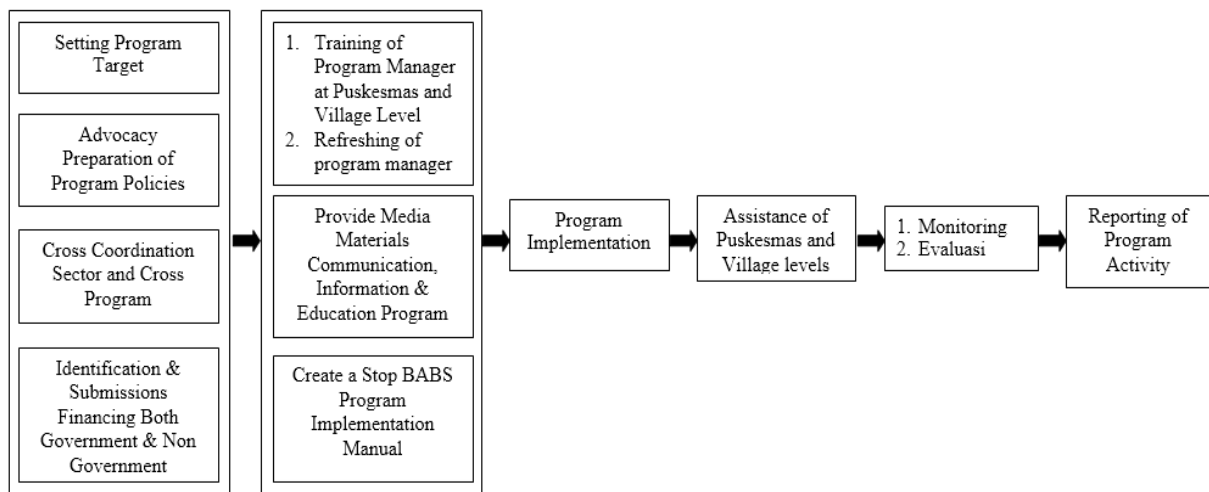 Setting Program
Target
Advocacy
Preparation of
Program Policies
Cross Coordination
Sector and Cross
Program
Identification &
Submissions
Financing Both
Government & Non
Government
1. Training of
Program Manager
at Puskesmas and
Village Level
2. Refreshing of
program manager
Provide Media
Materials
Communication,
Information &
Education Program
Create a Stop BABS
Program
Implementation
Manual
Program
Implementation
Assistance of
Puskesmas and
Village levels
1. Monitoring
2. Evaluasi
Reporting of
Program
Activity